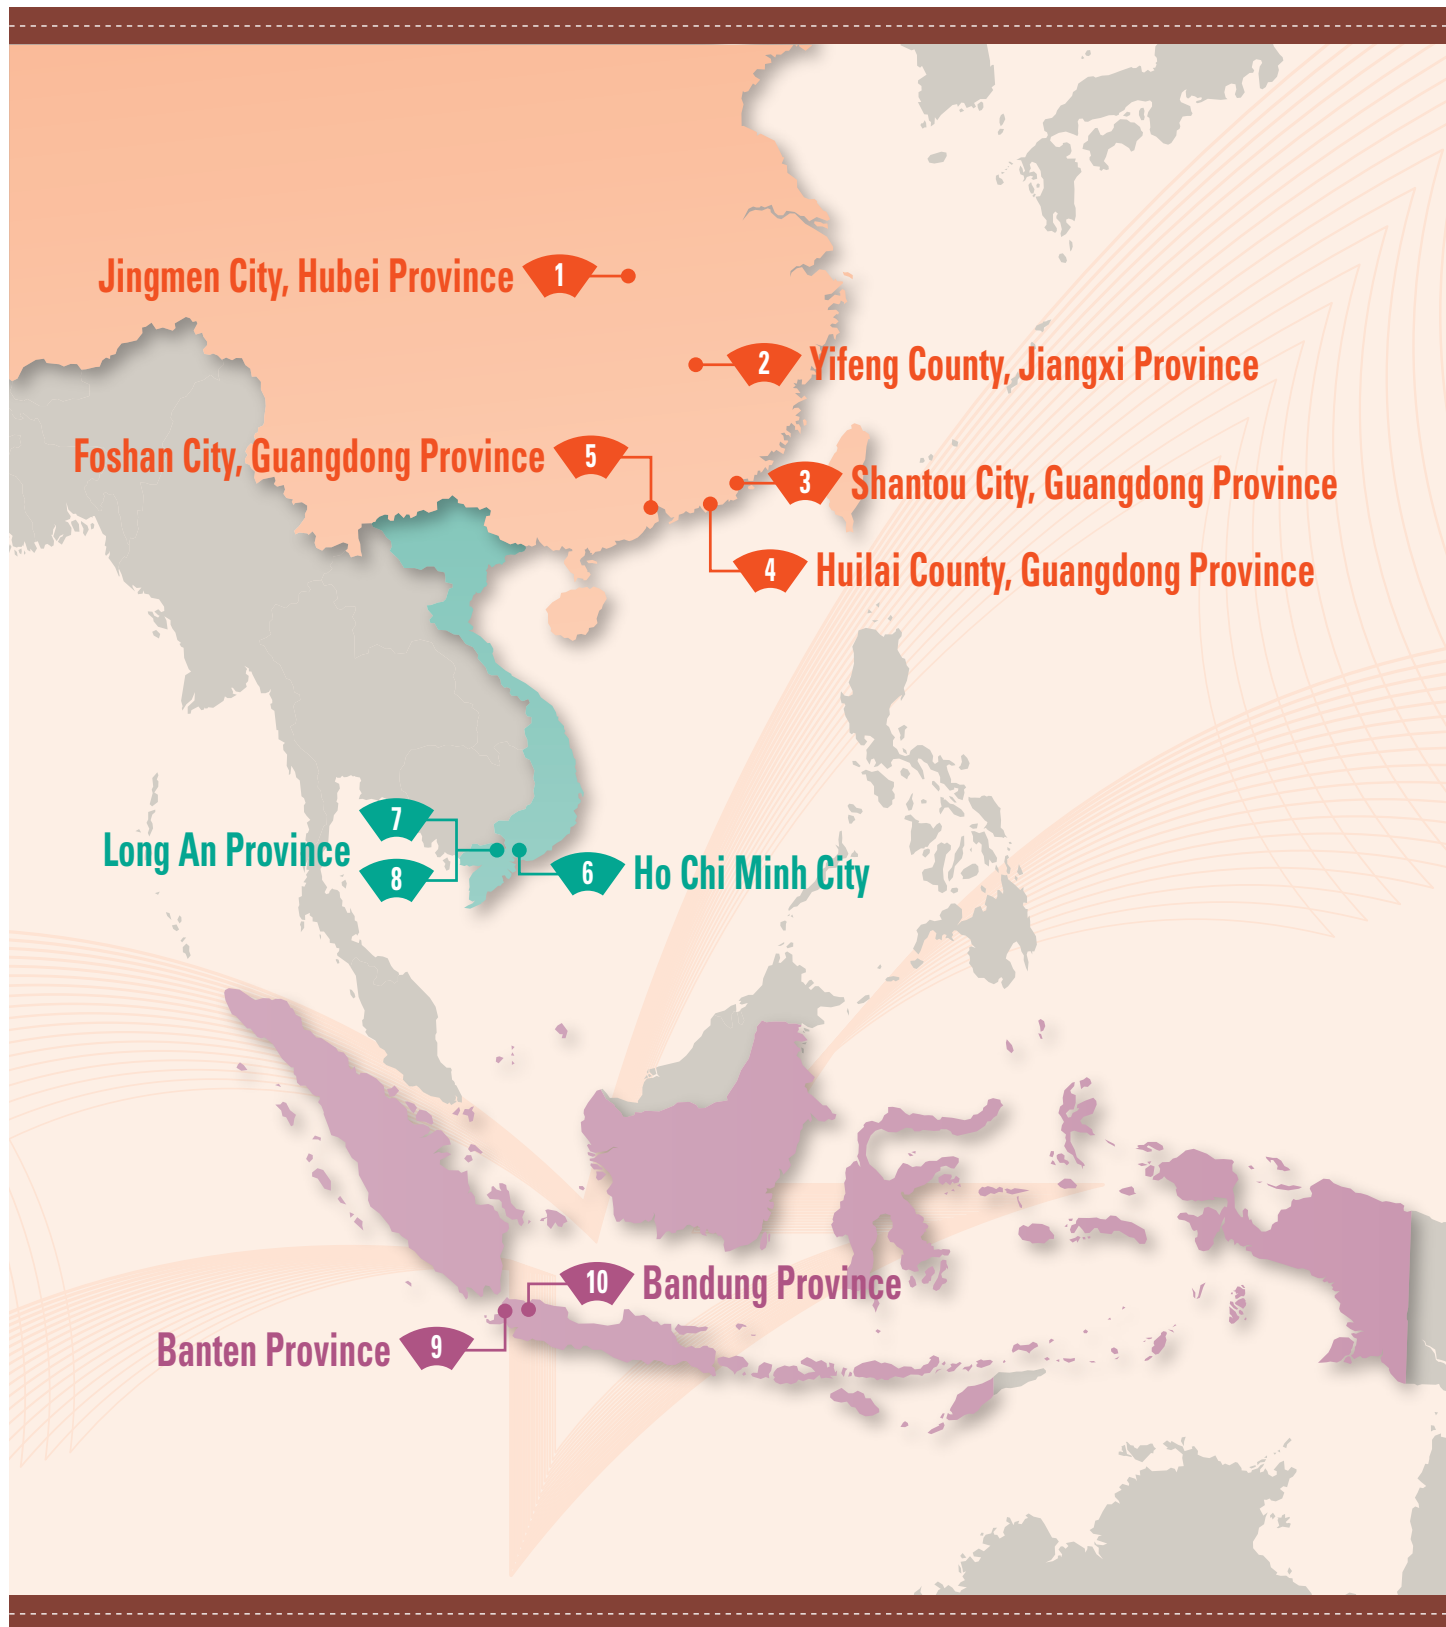 Jingmen City, Hubei Province 1
2 Yifeng County, Jiangxi Province
Foshan City, Guangdong Province 5
3 Shantou City, Guangdong Province
4 Huilai County, Guangdong Province
7
Long An Province
8
6 Ho Chi Minh City
10 Bandung Province
Banten Province 9